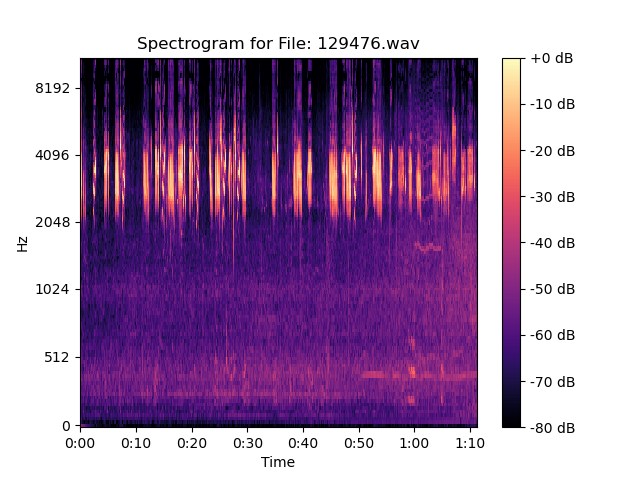 Spectrogram for File: 129476.wav
+0 dB
8192
-10 dB
4096
-20 dB
-30 dB
2048
Hz
-40 dB
1024
-50 dB
512
-60 dB
-70 dB
0
-80 dB
0:00 0:10 0:20 0:30 0:40 0:50 1:00 1:10
Time